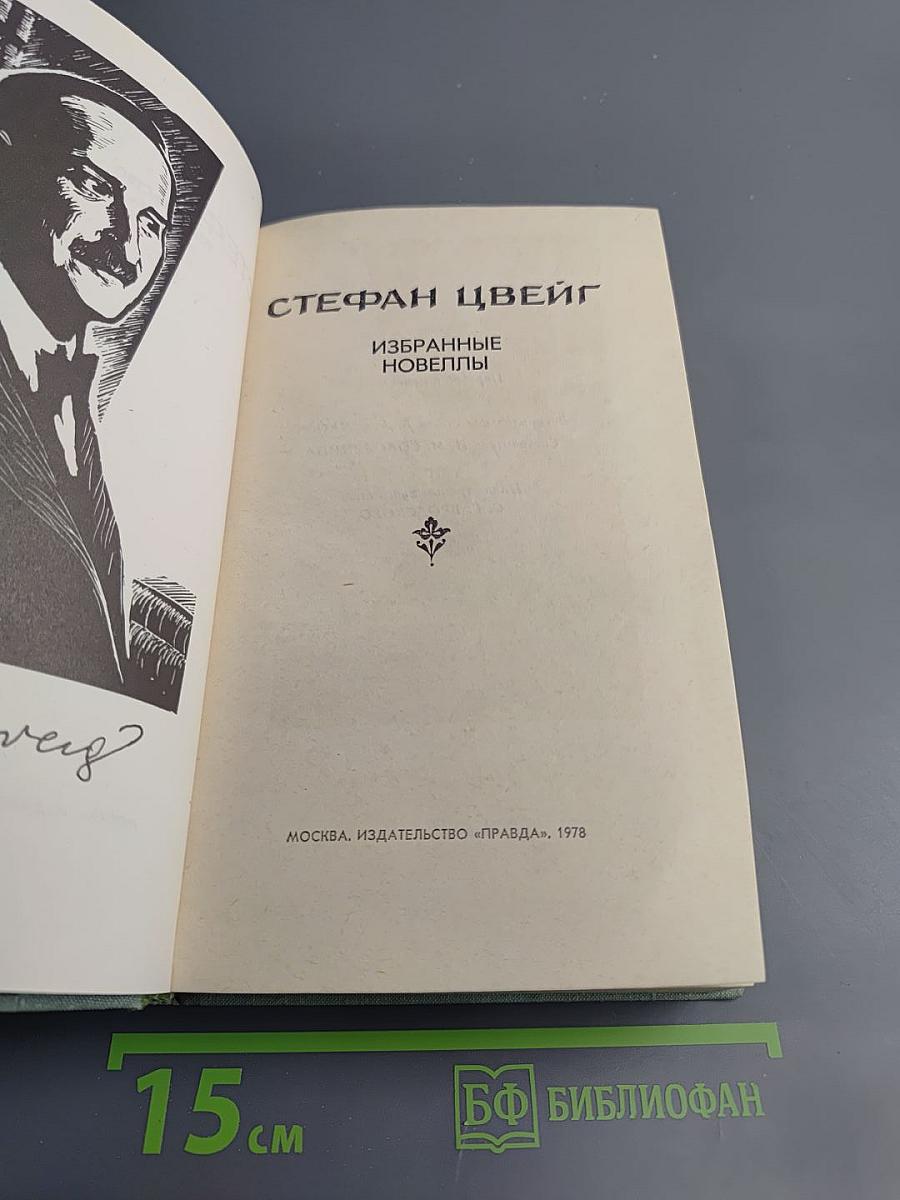 СТЕФАН ЦВЕЙГ
ИЗБРАННЫЕ
НОВЕЛЛЫ
МОСКВА. ИЗДАТЕЛЬСТВО «ПРАВДА». 1978
15 см
БФ БИБЛИОФАН